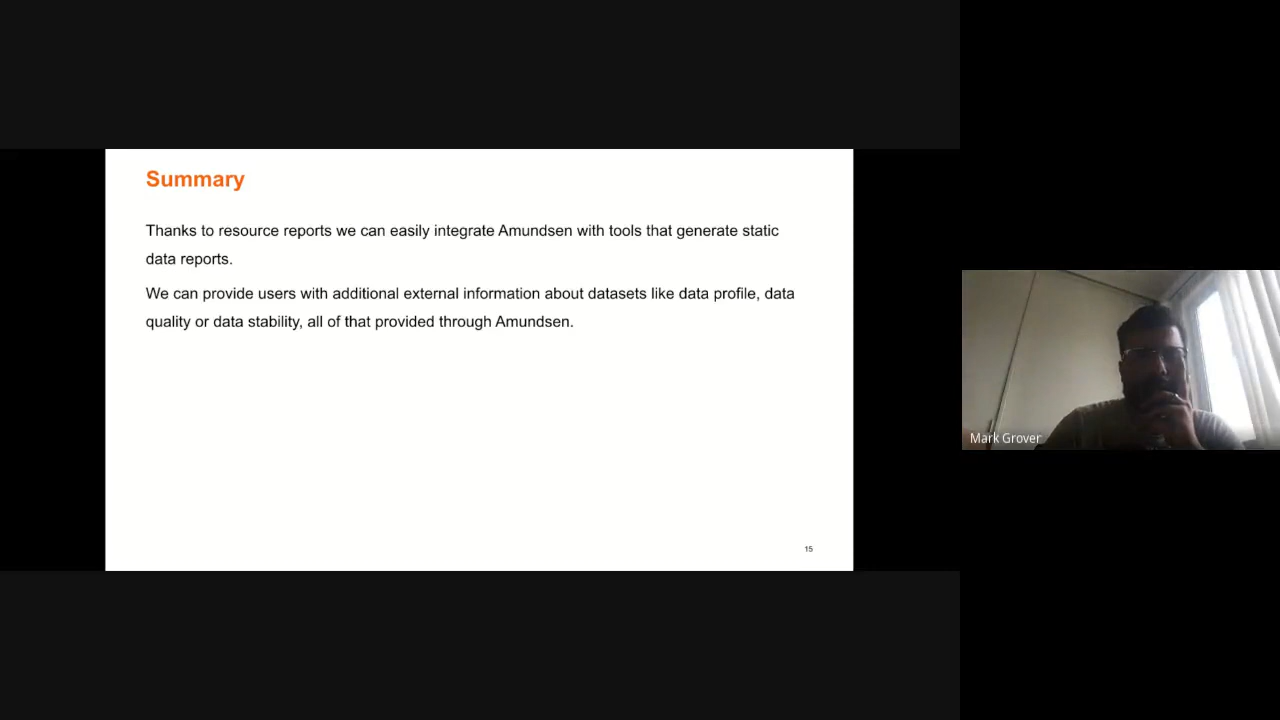 Summary
Thanks to resource reports we can easily integrate Amundsen with tools that generate static
data reports.
We can provide users with additional external information about datasets like data profile, data
quality or data stability, all of that provided through Amundsen.
15
Mark Grover